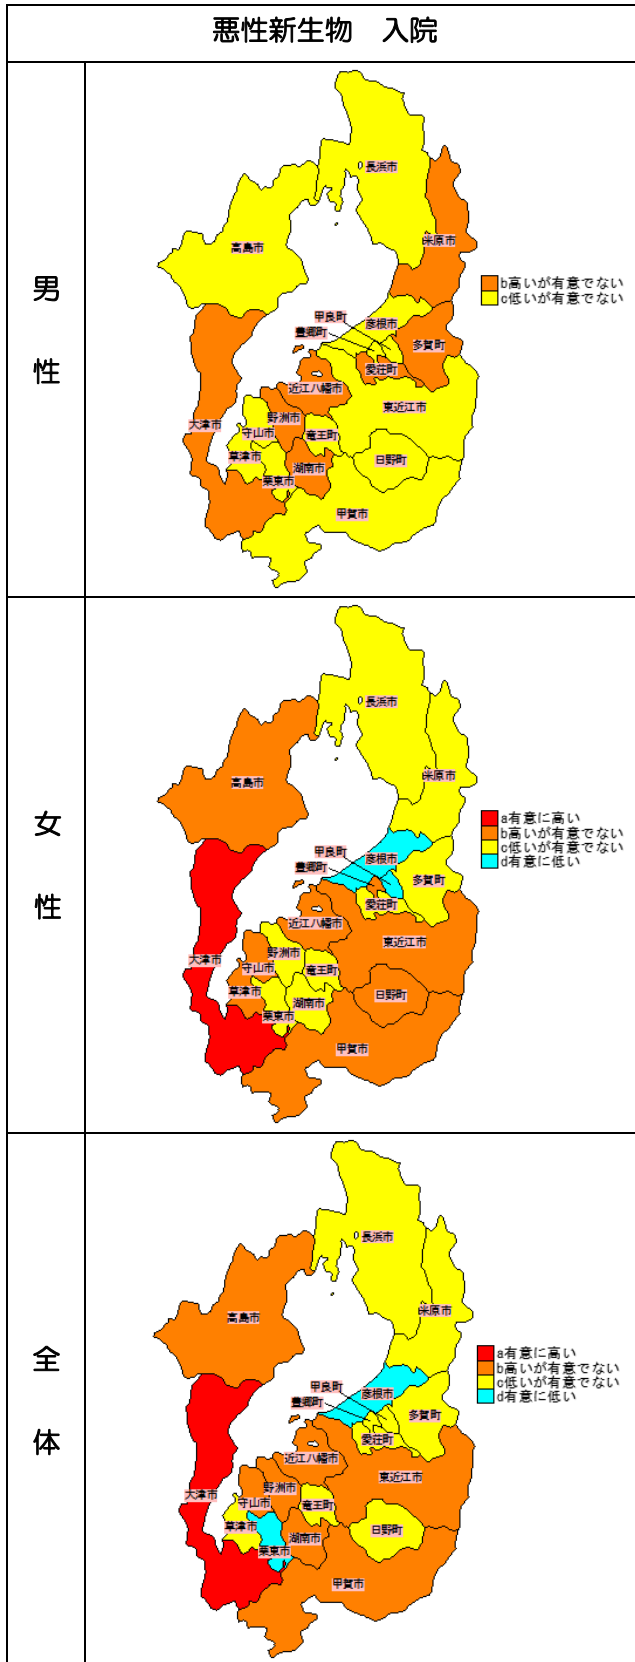 悪性新生物　入院
男性
長浜市
高島市
米原市
甲良町
彦根市
豊郷町
多賀町
愛荘町
近江八幡市
大津市
東近江市
野洲市
守山市
竜王町
草津市
日野町
湖南市
栗東市
甲賀市
b高いが有意でない
c低いが有意でない
女性
長浜市
高島市
米原市
甲良町
彦根市
豊郷町
多賀町
愛荘町
近江八幡市
東近江市
野洲市
大津市
守山市
竜王町
草津市
日野町
湖南市
栗東市
甲賀市
a有意に高い
b高いが有意でない
c低いが有意でない
d有意に低い
全体
長浜市
高島市
米原市
甲良町
彦根市
豊郷町
多賀町
愛荘町
近江八幡市
東近江市
野洲市
大津市
守山市
竜王町
草津市
日野町
湖南市
栗東市
甲賀市
a有意に高い
b高いが有意でない
c低いが有意でない
d有意に低い